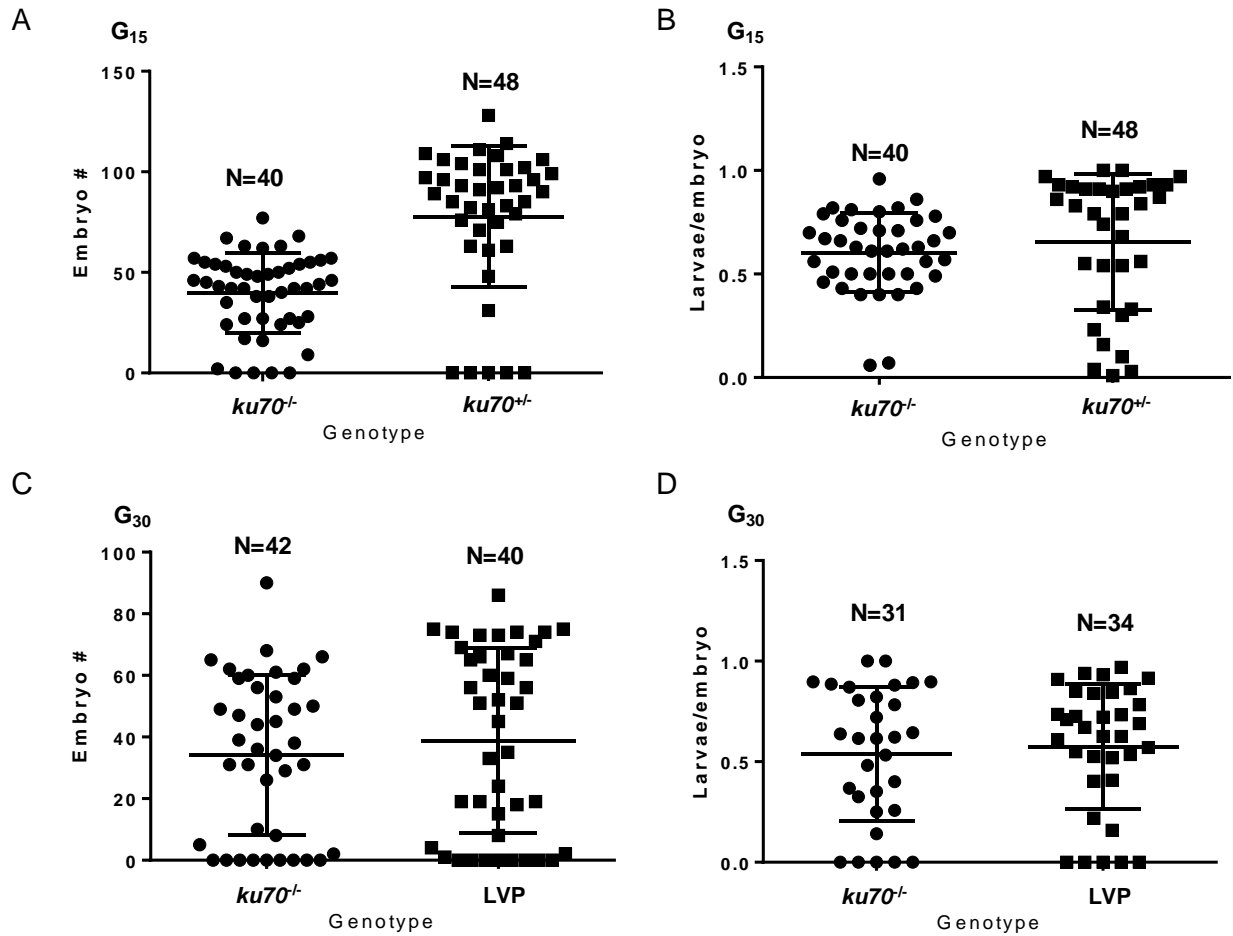 A
G15
N=40
N=48
Embryo #
150
100
50
0
ku70-/-
ku70+/-
Genotype
B
G15
N=40
N=48
Larvae/embryo
1.5
1.0
0.5
0.0
ku70-/-
ku70+/-
Genotype
C
G30
N=42
N=40
Embryo #
100
80
60
40
20
0
ku70-/-
LVP
Genotype
D
G30
N=31
N=34
Larvae/embryo
1.5
1.0
0.5
0.0
ku70-/-
LVP
Genotype